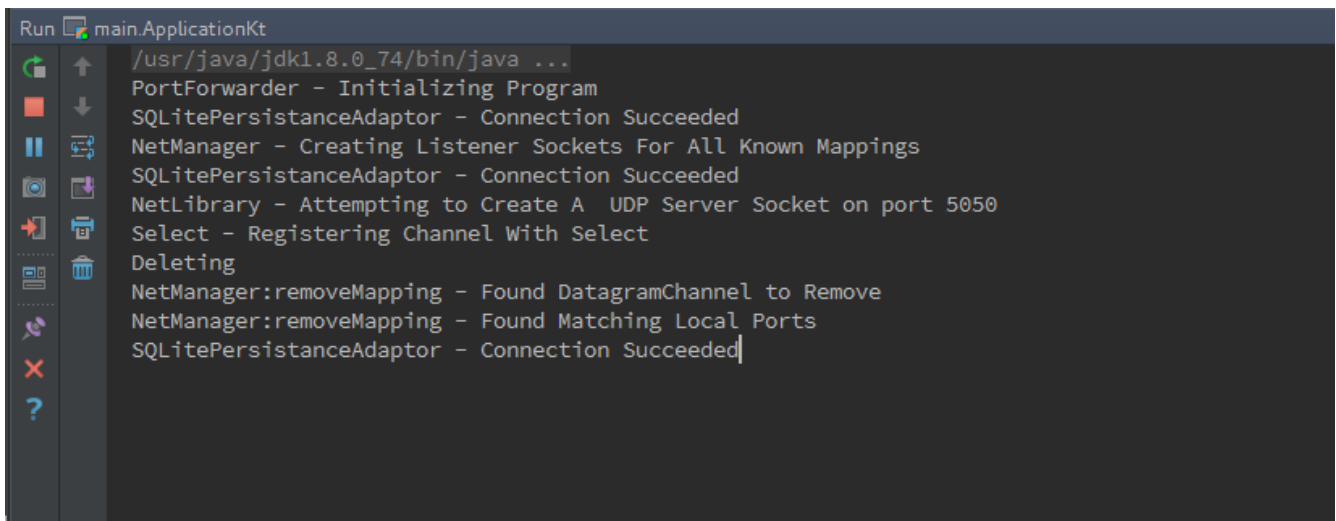 Run main.ApplicationKt
/usr/java/jdk1.8.0_74/bin/java ...
PortForwarder - Initializing Program
SQLitePersistanceAdaptor - Connection Succeeded
NetManager - Creating Listener Sockets For All Known Mappings
SQLitePersistanceAdaptor - Connection Succeeded
NetLibrary - Attempting to Create A  UDP Server Socket on port 5050
Select - Registering Channel With Select
Deleting
NetManager:removeMapping - Found DatagramChannel to Remove
NetManager:removeMapping - Found Matching Local Ports
SQLitePersistanceAdaptor - Connection Succeeded